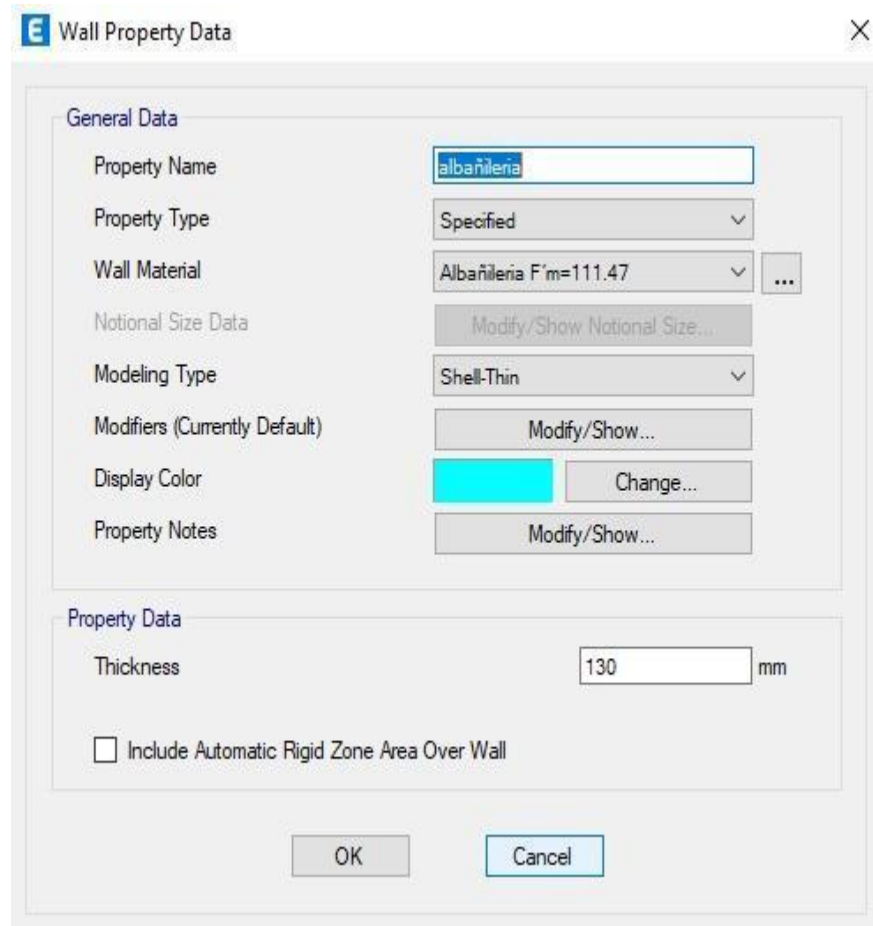 E Wall Property Data
General Data
Property Name albañileria
Property Type Specified
Wall Material Albañileria F´m=111.47 ...
Notional Size Data Modify/Show Notional Size...
Modeling Type Shell-Thin
Modifiers (Currently Default) Modify/Show...
Display Color Change...
Property Notes Modify/Show...
Property Data
Thickness 130 mm
Include Automatic Rigid Zone Area Over Wall
OK Cancel